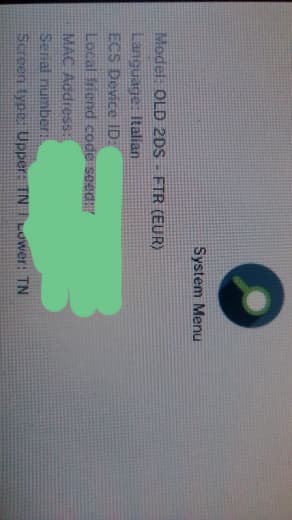 System Menu
Model: OLD 2DS - FTR (EUR)
Language: Italian
ECS Device ID:
Local friend code seed:
MAC Address:
Serial number:
Screen type: Upper: TN | Lower: TN